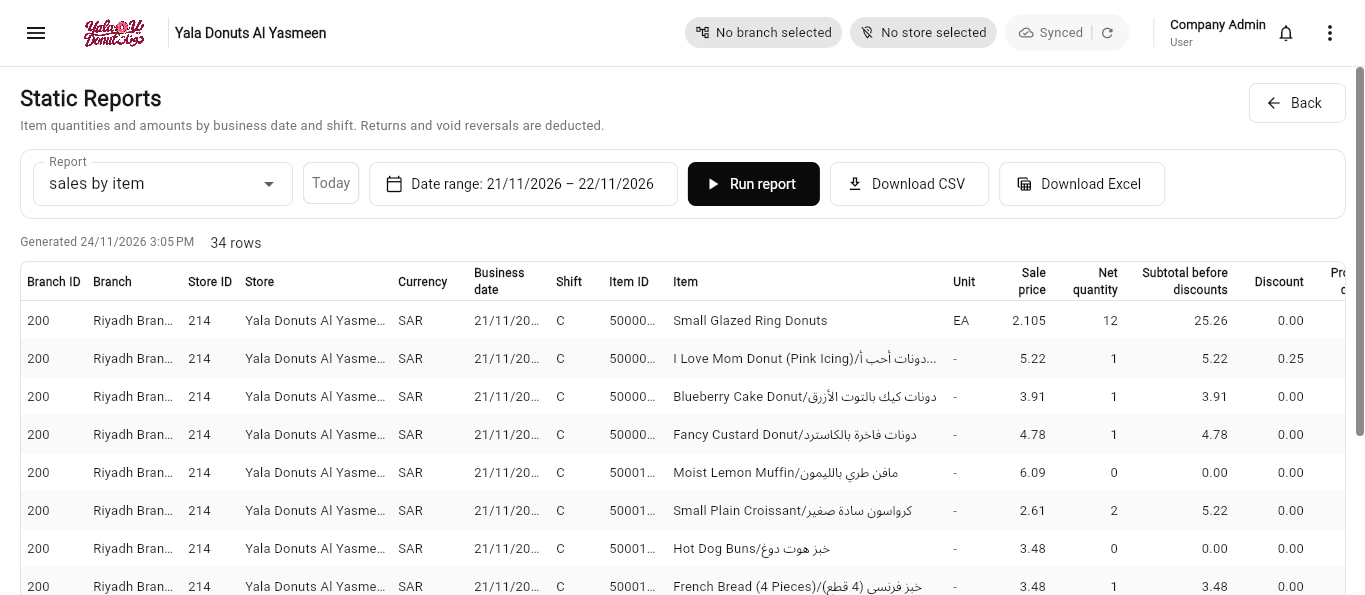 Yala U Donuts دونات
Yala Donuts Al Yasmeen
No branch selected
No store selected
Synced
Company Admin
User
Static Reports
Back
Item quantities and amounts by business date and shift. Returns and void reversals are deducted.
Report
sales by item
Today
Date range: 21/11/2026 – 22/11/2026
Run report
Download CSV
Download Excel
Generated 24/11/2026 3:05 PM 34 rows
Branch ID Branch Store ID Store Currency Business date Shift Item ID Item Unit Sale price Net quantity Subtotal before discounts Discount
200 Riyadh Bran... 214 Yala Donuts Al Yasme... SAR 21/11/20... C 50000... Small Glazed Ring Donuts EA 2.105 12 25.26 0.00
200 Riyadh Bran... 214 Yala Donuts Al Yasme... SAR 21/11/20... C 50000... I Love Mom Donut (Pink Icing)/دونات أحب أ... - 5.22 1 5.22 0.25
200 Riyadh Bran... 214 Yala Donuts Al Yasme... SAR 21/11/20... C 50000... Blueberry Cake Donut/دونات كيك بالتوت الأزرق - 3.91 1 3.91 0.00
200 Riyadh Bran... 214 Yala Donuts Al Yasme... SAR 21/11/20... C 50000... Fancy Custard Donut/دونات فاخرة بالكاسترد - 4.78 1 4.78 0.00
200 Riyadh Bran... 214 Yala Donuts Al Yasme... SAR 21/11/20... C 50001... Moist Lemon Muffin/مافن طري بالليمون - 6.09 0 0.00 0.00
200 Riyadh Bran... 214 Yala Donuts Al Yasme... SAR 21/11/20... C 50001... Small Plain Croissant/كرواسون سادة صغير - 2.61 2 5.22 0.00
200 Riyadh Bran... 214 Yala Donuts Al Yasme... SAR 21/11/20... C 50001... Hot Dog Buns/خبز هوت دوغ - 3.48 0 0.00 0.00
200 Riyadh Bran... 214 Yala Donuts Al Yasme... SAR 21/11/20... C 50001... French Bread (4 Pieces)/خبز فرنسي (4 قطع) - 3.48 1 3.48 0.00